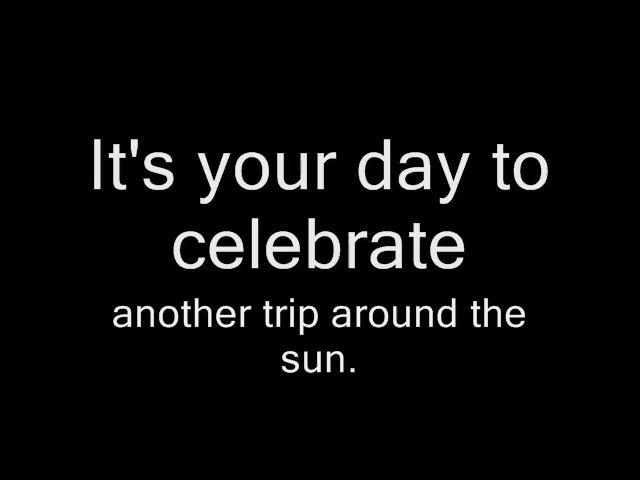 It's your day to
celebrate
another trip around the
sun.